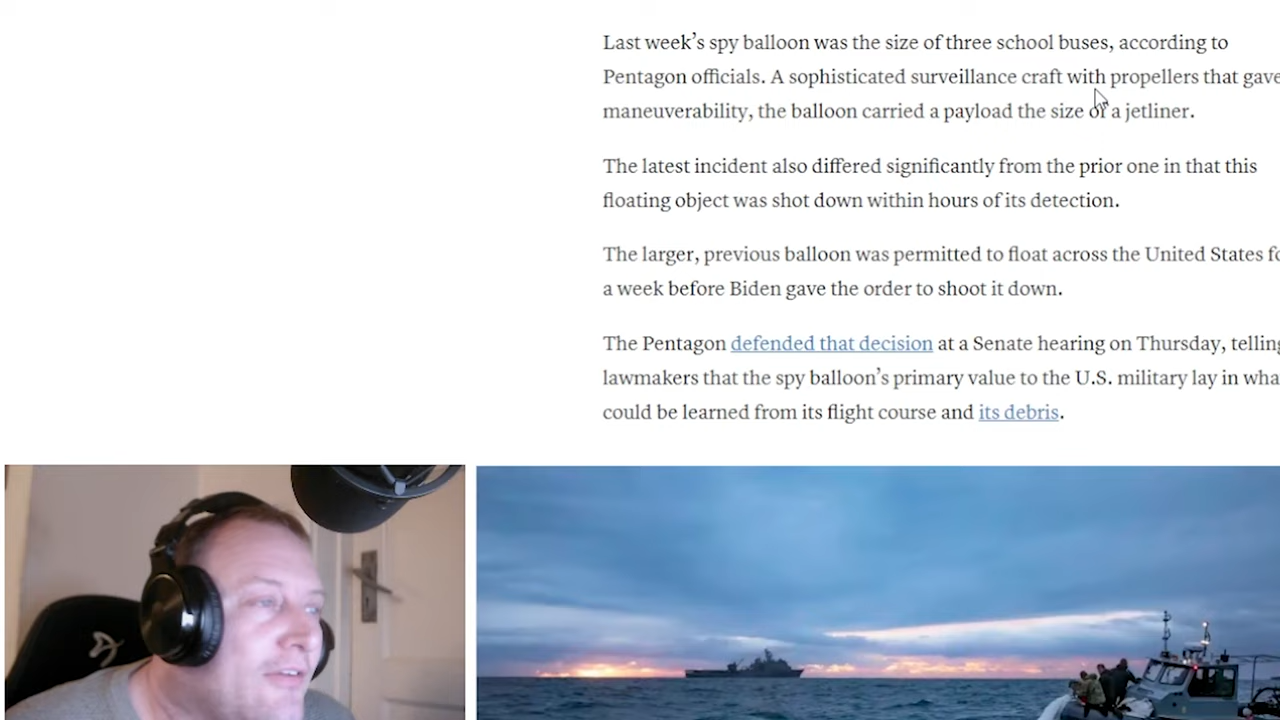 Last week’s spy balloon was the size of three school buses, according to
Pentagon officials. A sophisticated surveillance craft with propellers that gave
maneuverability, the balloon carried a payload the size of a jetliner.
The latest incident also differed significantly from the prior one in that this
floating object was shot down within hours of its detection.
The larger, previous balloon was permitted to float across the United States
a week before Biden gave the order to shoot it down.
The Pentagon defended that decision at a Senate hearing on Thursday,
lawmakers that the spy balloon’s primary value to the U.S. military lay in
could be learned from its flight course and its debris.